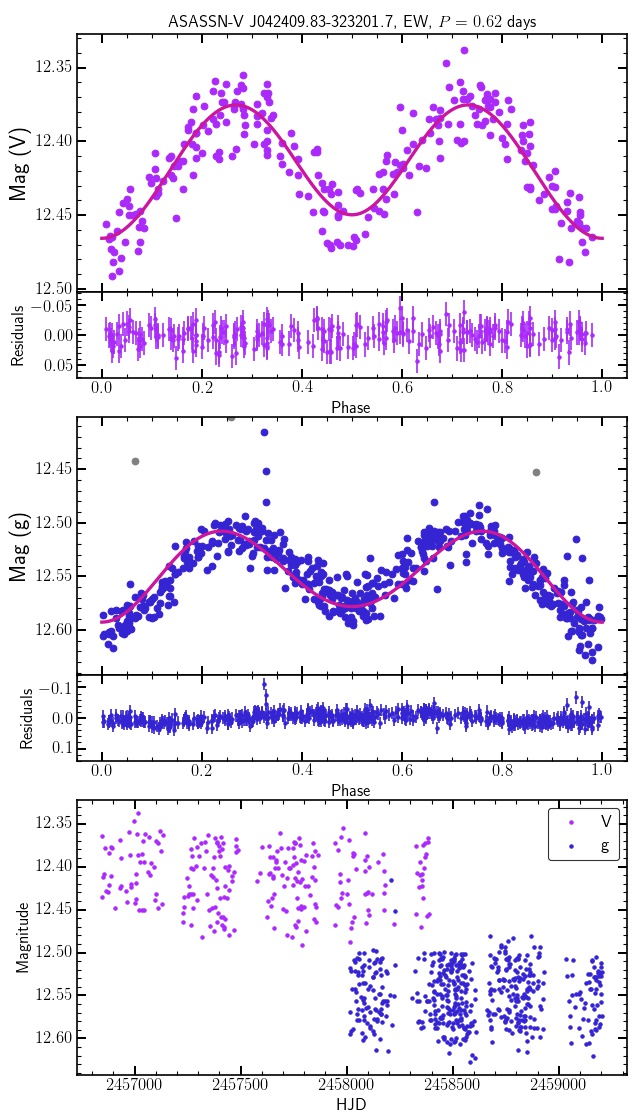 ASASSN-V J042409.83-323201.7, EW, P = 0.62 days
Mag (V)
12.35
12.40
12.45
12.50
Residuals
−0.05
0.00
0.05
0.0 0.2 0.4 0.6 0.8 1.0
Phase
Mag (g)
12.45
12.50
12.55
12.60
Residuals
−0.1
0.0
0.1
0.0 0.2 0.4 0.6 0.8 1.0
Phase
V
g
Magnitude
12.35
12.40
12.45
12.50
12.55
12.60
2457000 2457500 2458000 2458500 2459000
HJD